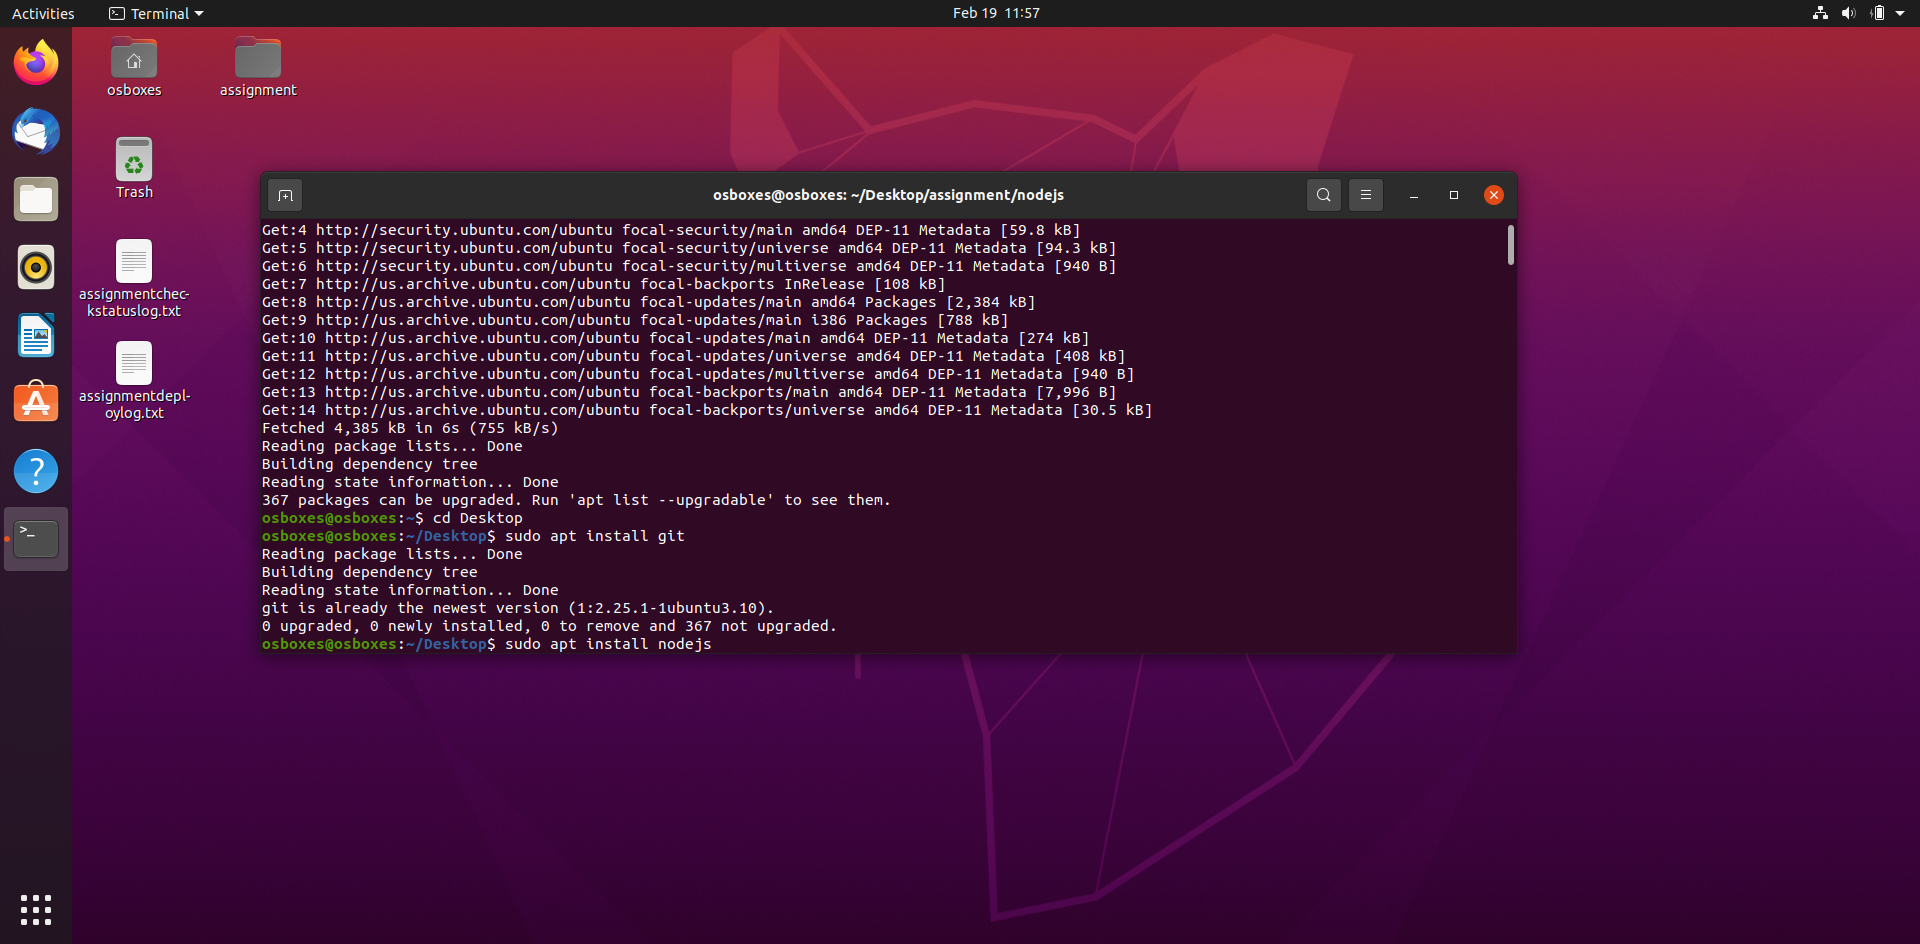 Activities
Terminal
Feb 19 11:57
osboxes
assignment
Trash
assignmentchec-
kstatuslog.txt
assignmentdepl-
oylog.txt
osboxes@osboxes: ~/Desktop/assignment/nodejs
Get:4 http://security.ubuntu.com/ubuntu focal-security/main amd64 DEP-11 Metadata [59.8 kB]
Get:5 http://security.ubuntu.com/ubuntu focal-security/universe amd64 DEP-11 Metadata [94.3 kB]
Get:6 http://security.ubuntu.com/ubuntu focal-security/multiverse amd64 DEP-11 Metadata [940 B]
Get:7 http://us.archive.ubuntu.com/ubuntu focal-backports InRelease [108 kB]
Get:8 http://us.archive.ubuntu.com/ubuntu focal-updates/main amd64 Packages [2,384 kB]
Get:9 http://us.archive.ubuntu.com/ubuntu focal-updates/main i386 Packages [788 kB]
Get:10 http://us.archive.ubuntu.com/ubuntu focal-updates/main amd64 DEP-11 Metadata [274 kB]
Get:11 http://us.archive.ubuntu.com/ubuntu focal-updates/universe amd64 DEP-11 Metadata [408 kB]
Get:12 http://us.archive.ubuntu.com/ubuntu focal-updates/multiverse amd64 DEP-11 Metadata [940 B]
Get:13 http://us.archive.ubuntu.com/ubuntu focal-backports/main amd64 DEP-11 Metadata [7,996 B]
Get:14 http://us.archive.ubuntu.com/ubuntu focal-backports/universe amd64 DEP-11 Metadata [30.5 kB]
Fetched 4,385 kB in 6s (755 kB/s)
Reading package lists... Done
Building dependency tree
Reading state information... Done
367 packages can be upgraded. Run 'apt list --upgradable' to see them.
osboxes@osboxes:~$ cd Desktop
osboxes@osboxes:~/Desktop$ sudo apt install git
Reading package lists... Done
Building dependency tree
Reading state information... Done
git is already the newest version (1:2.25.1-1ubuntu3.10).
0 upgraded, 0 newly installed, 0 to remove and 367 not upgraded.
osboxes@osboxes:~/Desktop$ sudo apt install nodejs